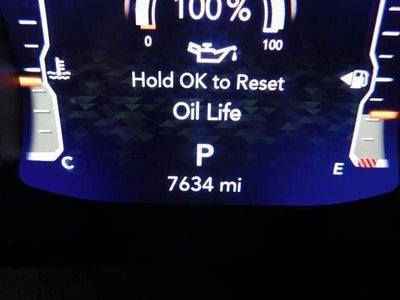 100%
0 100
Hold OK to Reset
Oil Life
C P E
7634 mi